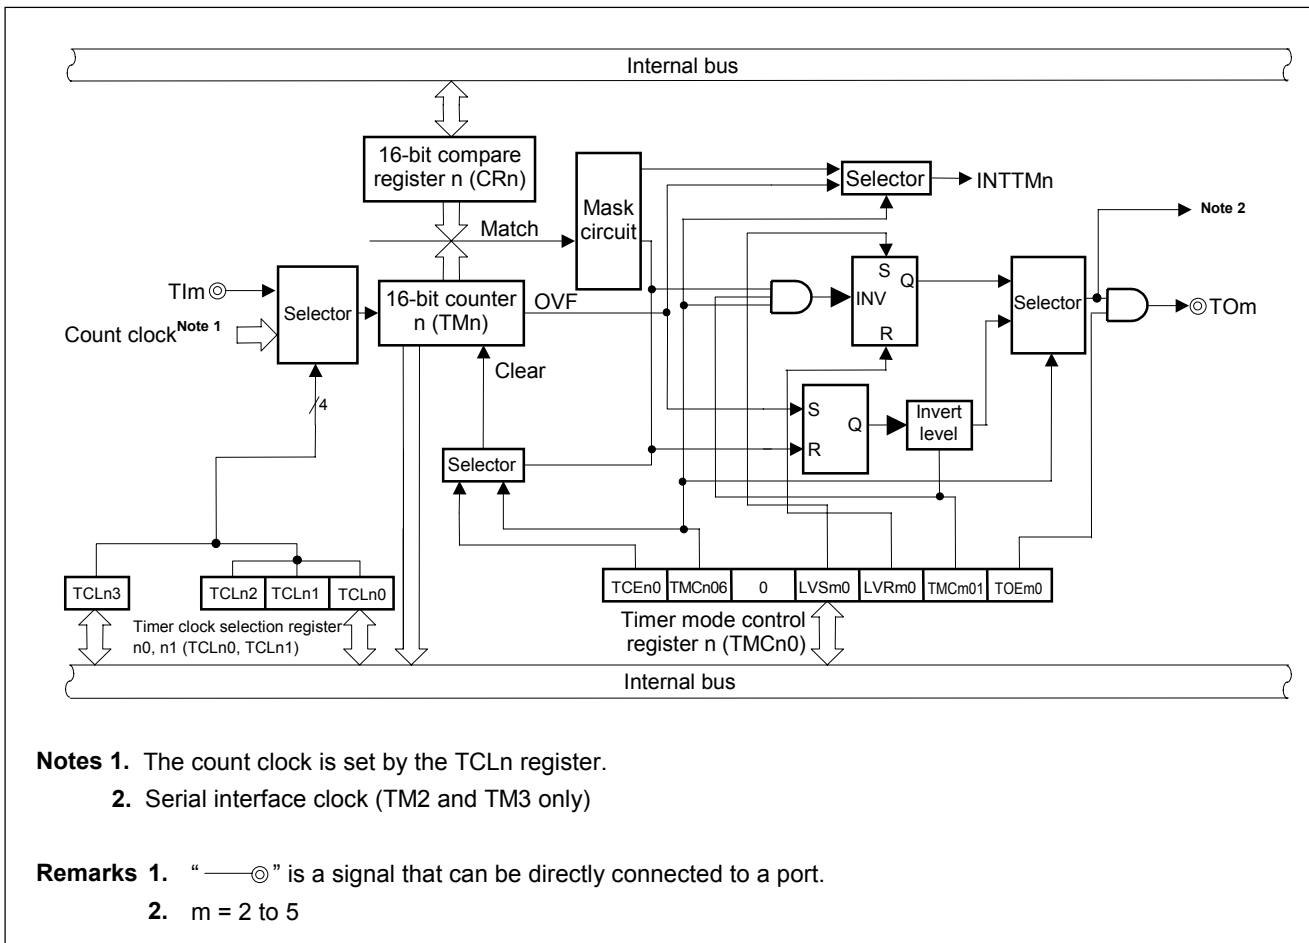 Internal bus
16-bit compare
register n (CRn)
Match
Mask
circuit
Selector
INTTMn
Note 2
TIm
Count clock Note 1
Selector
16-bit counter
n (TMn)
OVF
Clear
4
S
INV
Q
R
Selector
TOm
S
Q
R
Invert
level
Selector
TCLn3
TCLn2 TCLn1 TCLn0
Timer clock selection register
n0, n1 (TCLn0, TCLn1)
TCEn0 TMCn06 0 LVSm0 LVRm0 TMCm01 TOEm0
Timer mode control
register n (TMCn0)
Internal bus
Notes 1. The count clock is set by the TCLn register.
2. Serial interface clock (TM2 and TM3 only)
Remarks 1. “ ——◎ ” is a signal that can be directly connected to a port.
2. m = 2 to 5